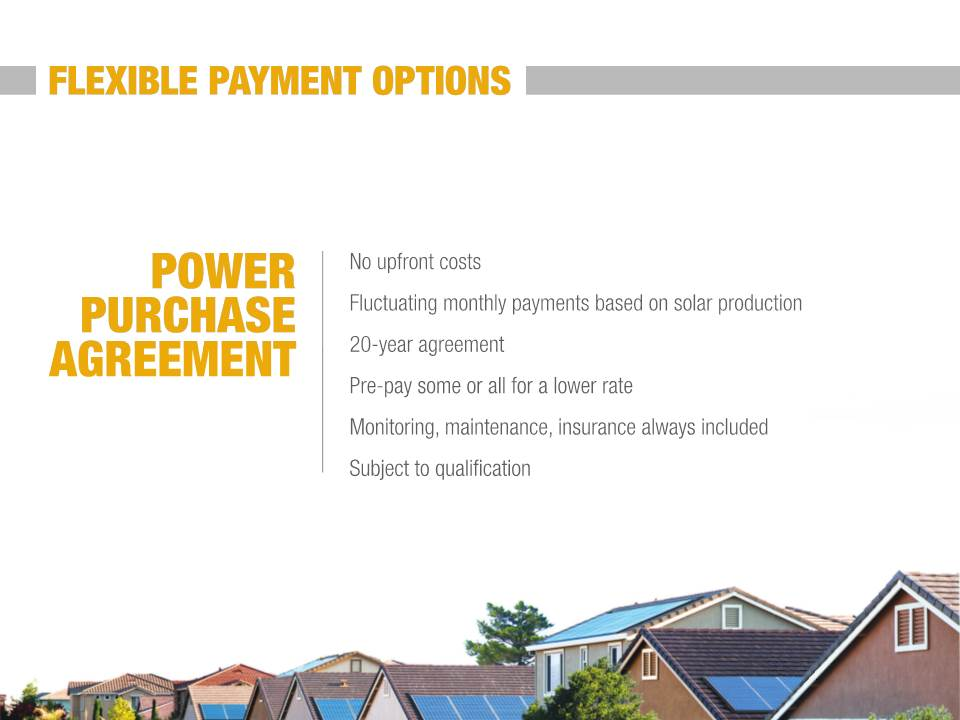 FLEXIBLE PAYMENT OPTIONS
POWER
PURCHASE
AGREEMENT
No upfront costs
Fluctuating monthly payments based on solar production
20-year agreement
Pre-pay some or all for a lower rate
Monitoring, maintenance, insurance always included
Subject to qualification